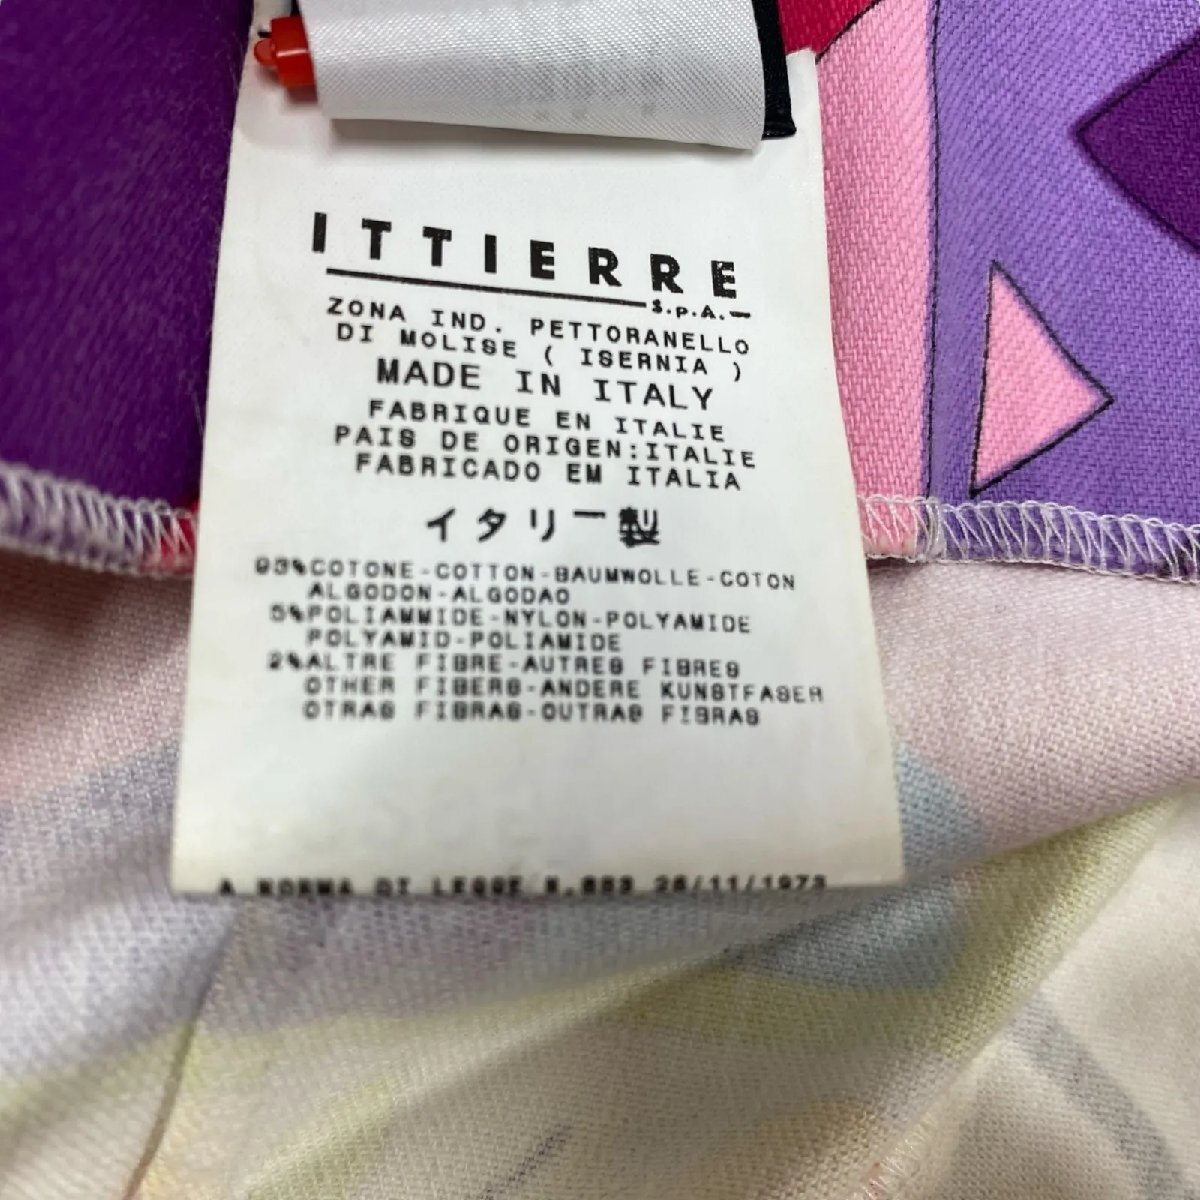 ITTIERRE
S.p.A.
ZONA IND. PETTORANELLO
DI MOLISE ( ISERNIA )
MADE IN ITALY
FABRIQUE EN ITALIE
PAIS DE ORIGEN:ITALIE
FABRICADO EM ITALIA
イタリー製
93%COTONE-COTTON-BAUMWOLLE-COTON
ALGODON-ALGODAO
5%POLIAMMIDE-NYLON-POLYAMIDE
POLYAMID-POLIAMIDE
2%ALTRE FIBRE-AUTRES FIBRES
OTHER FIBERS-ANDERE KUNSTFASER
OTRAS FIBRAS-OUTRAS FIBRAS
A NORMA DI LEGGE N.883 26/11/1973